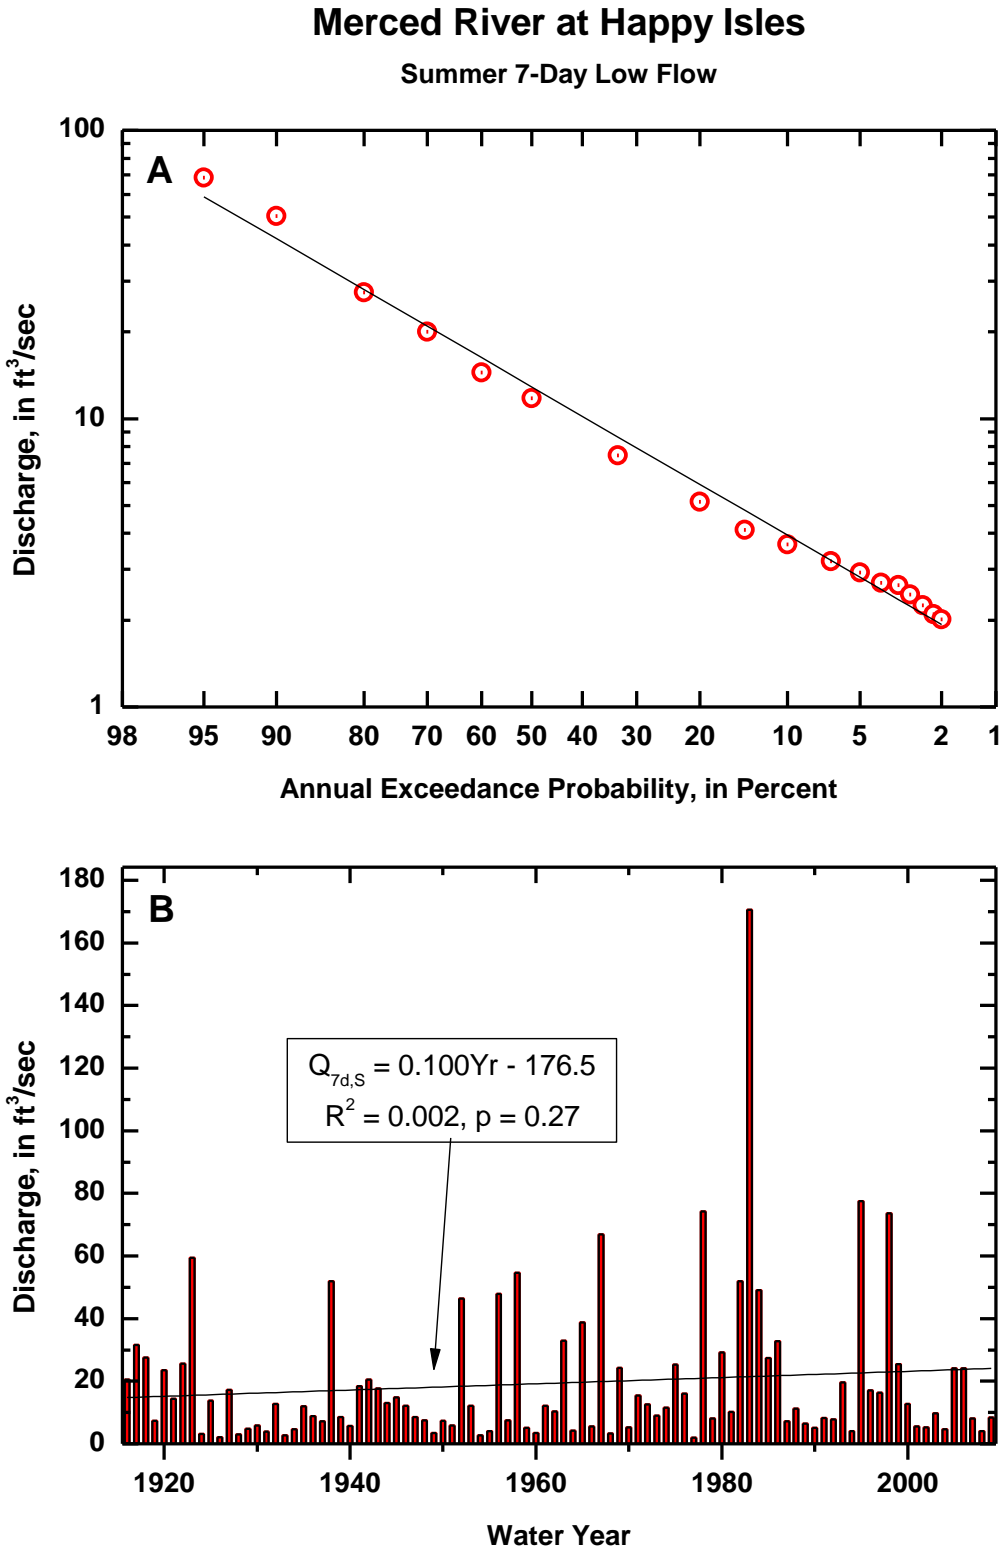 Merced River at Happy Isles
Summer 7-Day Low Flow
A
100
10
1
Discharge, in ft³/sec
98 95 90 80 70 60 50 40 30 20 10 5 2 1
Annual Exceedance Probability, in Percent
B
180
160
140
120
100
80
60
40
20
0
Discharge, in ft³/sec
Q7d,S = 0.100Yr - 176.5
R² = 0.002, p = 0.27
1920 1940 1960 1980 2000
Water Year